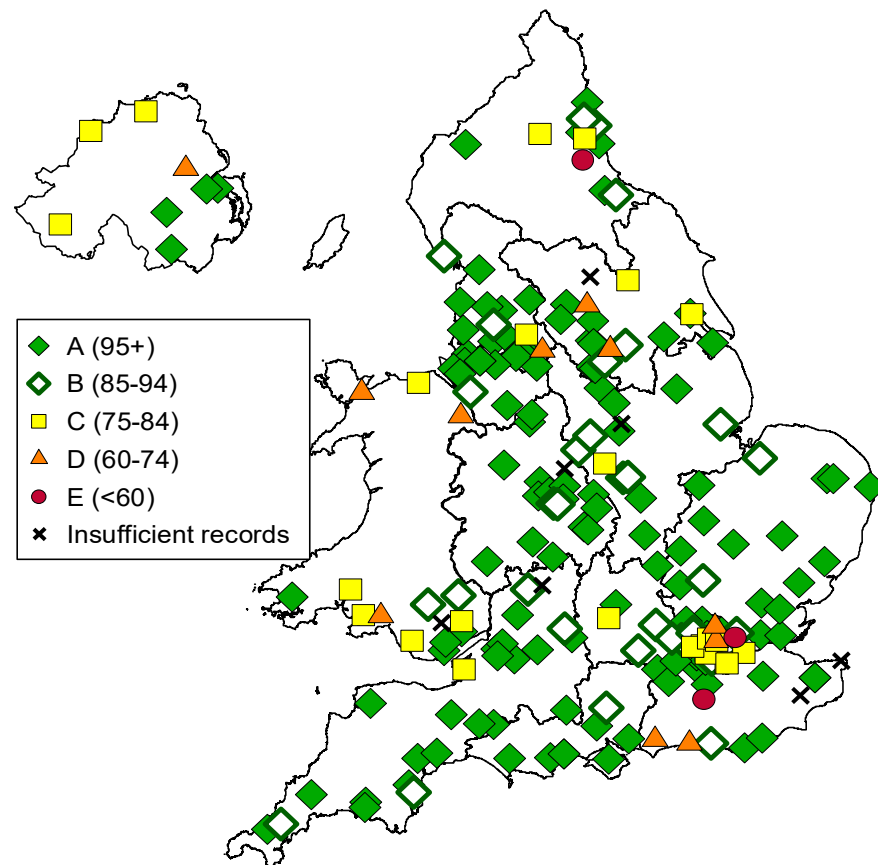 A (95+)
B (85-94)
C (75-84)
D (60-74)
E (<60)
Insufficient records